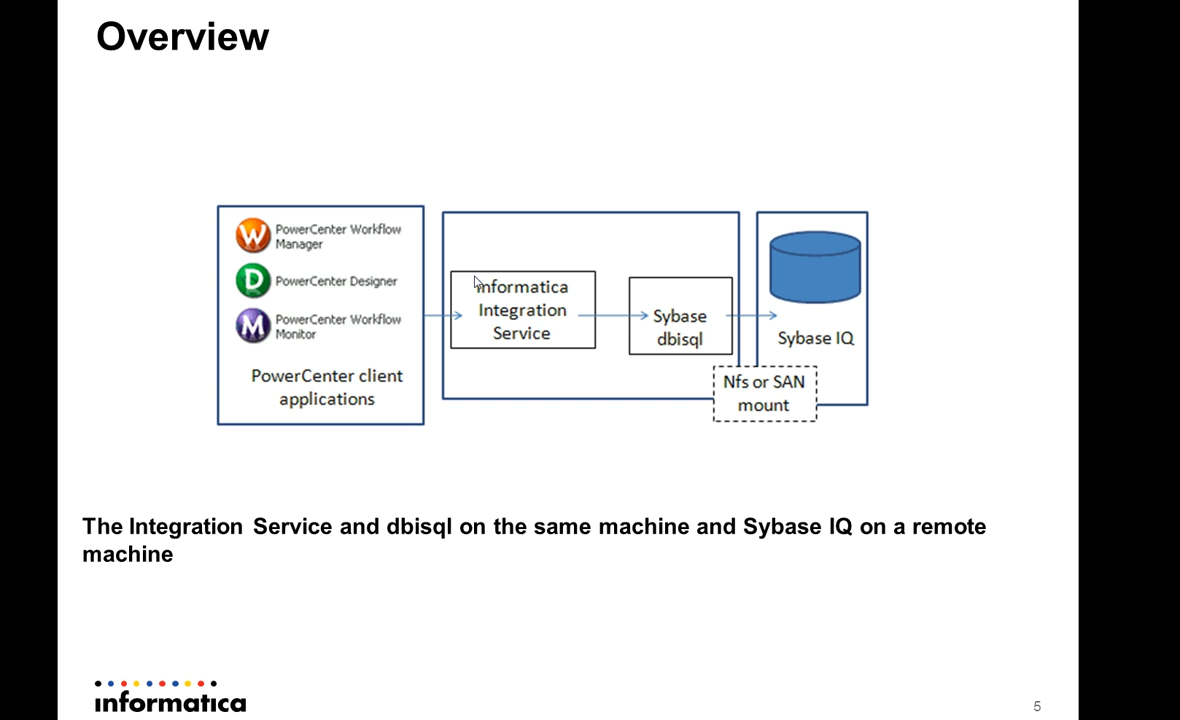 Overview
PowerCenter Workflow
Manager
PowerCenter Designer
PowerCenter Workflow
Monitor
PowerCenter client
applications
Informatica
Integration
Service
Sybase
dbisql
Sybase IQ
Nfs or SAN
mount
The Integration Service and dbisql on the same machine and Sybase IQ on a remote
machine
informatica
5